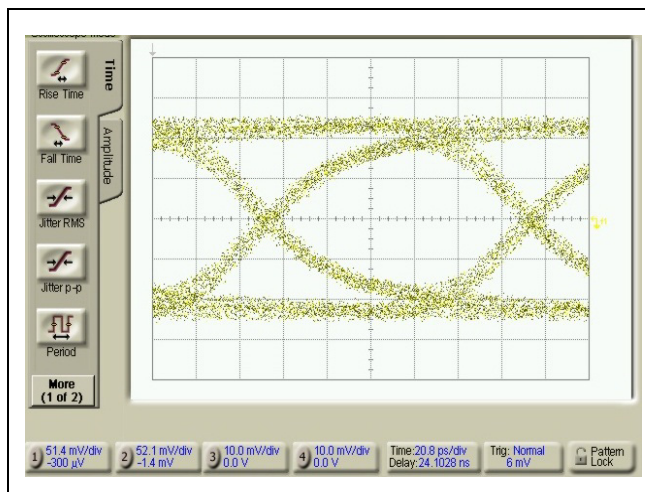 Time
Amplitude
Rise Time
Fall Time
Jitter RMS
Jitter p-p
Period
More
(1 of 2)
1 51.4 mV/div
-300 µV
2 52.1 mV/div
-1.4 mV
3 10.0 mV/div
0.0 V
4 10.0 mV/div
0.0 V
Time:20.8 ps/div
Delay:24.1028 ns
Trig: Normal
6 mV
Pattern
Lock